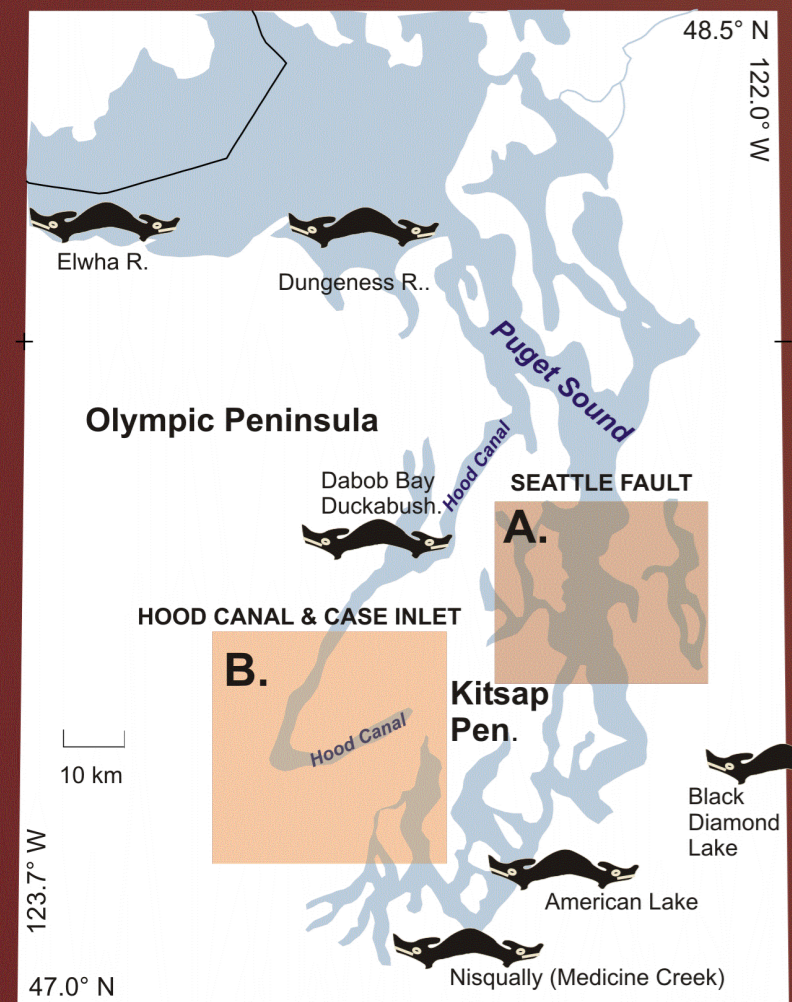 48.5° N
122.0° W
Elwha R.
Dungeness R..
Puget Sound
Olympic Peninsula
Hood Canal
Dabob Bay
Duckabush.
SEATTLE FAULT
A.
HOOD CANAL & CASE INLET
B.
Kitsap
Pen.
Hood Canal
10 km
Black
Diamond
Lake
123.7° W
American Lake
Nisqually (Medicine Creek)
47.0° N